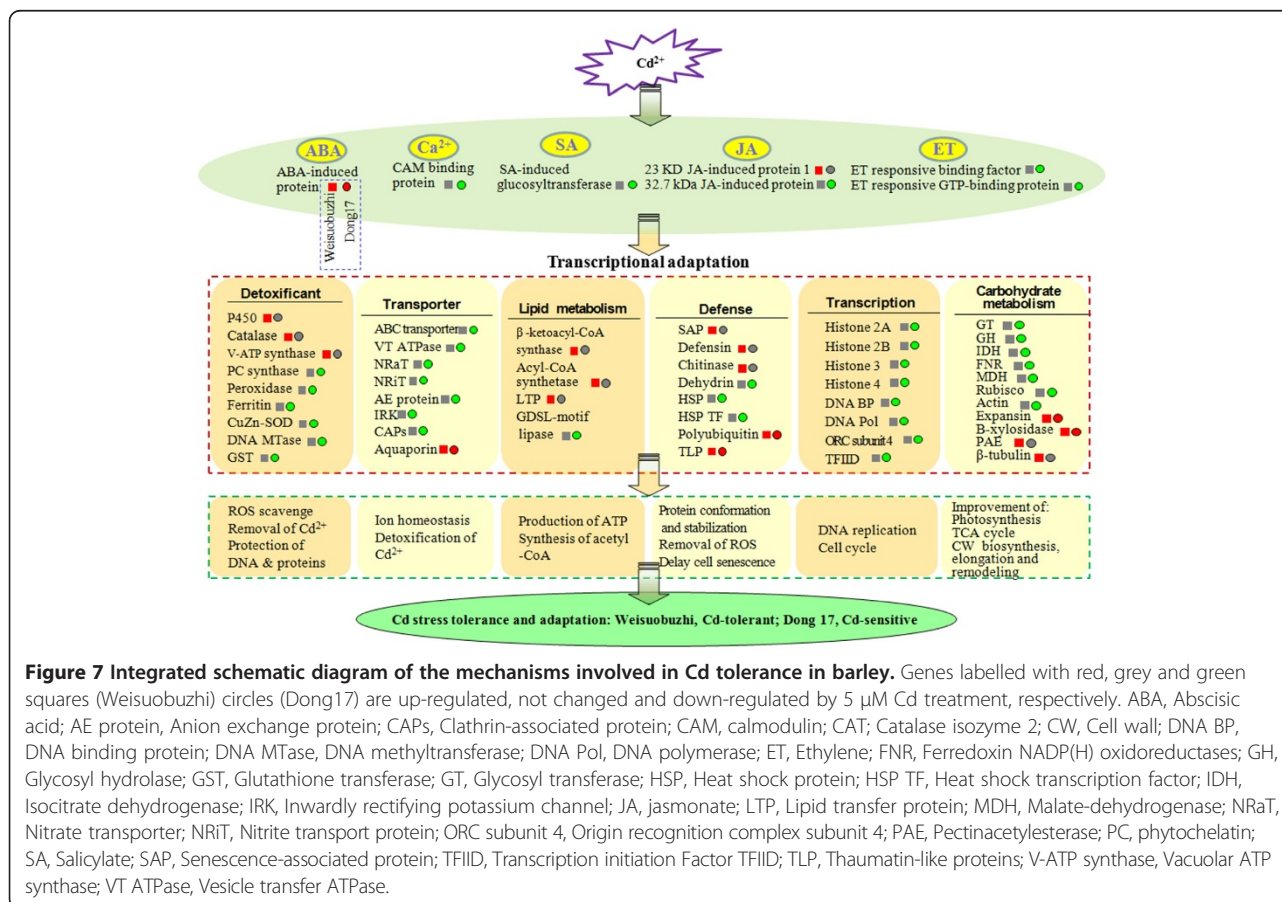 Cd²⁺
ABA
ABA-induced
protein
Weisuobuzhi
Dong17
Ca²⁺
CAM binding
protein
SA
SA-induced
glucosyltransferase
JA
23 KD JA-induced protein 1
32.7 kDa JA-induced protein
ET
ET responsive binding factor
ET responsive GTP-binding protein
Transcriptional adaptation
Detoxificant
P450
Catalase
V-ATP synthase
PC synthase
Peroxidase
Ferritin
CuZn-SOD
DNA MTase
GST
Transporter
ABC transporter
VT ATPase
NRaT
NRiT
AE protein
IRK
CAPs
Aquaporin
Lipid metabolism
β-ketoacyl-CoA
synthase
Acyl-CoA
synthetase
LTP
GDSL-motif
lipase
Defense
SAP
Defensin
Chitinase
Dehydrin
HSP
HSP TF
Polyubiquitin
TLP
Transcription
Histone 2A
Histone 2B
Histone 3
Histone 4
DNA BP
DNA Pol
ORC subunit 4
TFIID
Carbohydrate
metabolism
GT
GH
IDH
FNR
MDH
Rubisco
Actin
Expansin
B-xylosidase
PAE
β-tubulin
ROS scavenge
Removal of Cd²⁺
Protection of
DNA & proteins
Ion homeostasis
Detoxification of
Cd²⁺
Production of ATP
Synthesis of acetyl
-CoA
Protein conformation
and stabilization
Removal of ROS
Delay cell senescence
DNA replication
Cell cycle
Improvement of:
Photosynthesis
TCA cycle
CW biosynthesis,
elongation and
remodeling
Cd stress tolerance and adaptation: Weisuobuzhi, Cd-tolerant; Dong 17, Cd-sensitive
Figure 7 Integrated schematic diagram of the mechanisms involved in Cd tolerance in barley. Genes labelled with red, grey and green
squares (Weisuobuzhi) circles (Dong17) are up-regulated, not changed and down-regulated by 5 μM Cd treatment, respectively. ABA, Abscisic
acid; AE protein, Anion exchange protein; CAPs, Clathrin-associated protein; CAM, calmodulin; CAT; Catalase isozyme 2; CW, Cell wall; DNA BP,
DNA binding protein; DNA MTase, DNA methyltransferase; DNA Pol, DNA polymerase; ET, Ethylene; FNR, Ferredoxin NADP(H) oxidoreductases; GH,
Glycosyl hydrolase; GST, Glutathione transferase; GT, Glycosyl transferase; HSP, Heat shock protein; HSP TF, Heat shock transcription factor; IDH,
Isocitrate dehydrogenase; IRK, Inwardly rectifying potassium channel; JA, jasmonate; LTP, Lipid transfer protein; MDH, Malate-dehydrogenase; NRaT,
Nitrate transporter; NRiT, Nitrite transport protein; ORC subunit 4, Origin recognition complex subunit 4; PAE, Pectinacetylesterase; PC, phytochelatin;
SA, Salicylate; SAP, Senescence-associated protein; TFIID, Transcription initiation Factor TFIID; TLP, Thaumatin-like proteins; V-ATP synthase, Vacuolar ATP
synthase; VT ATPase, Vesicle transfer ATPase.